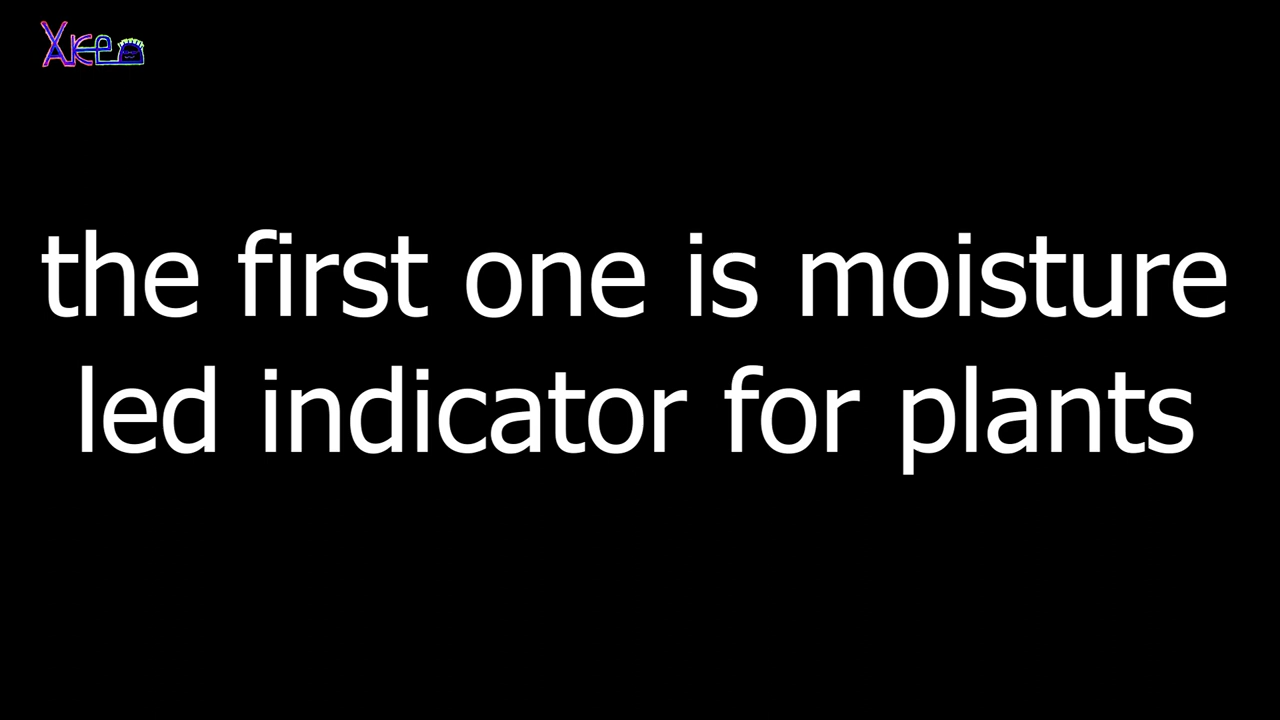 the first one is moisture
led indicator for plants